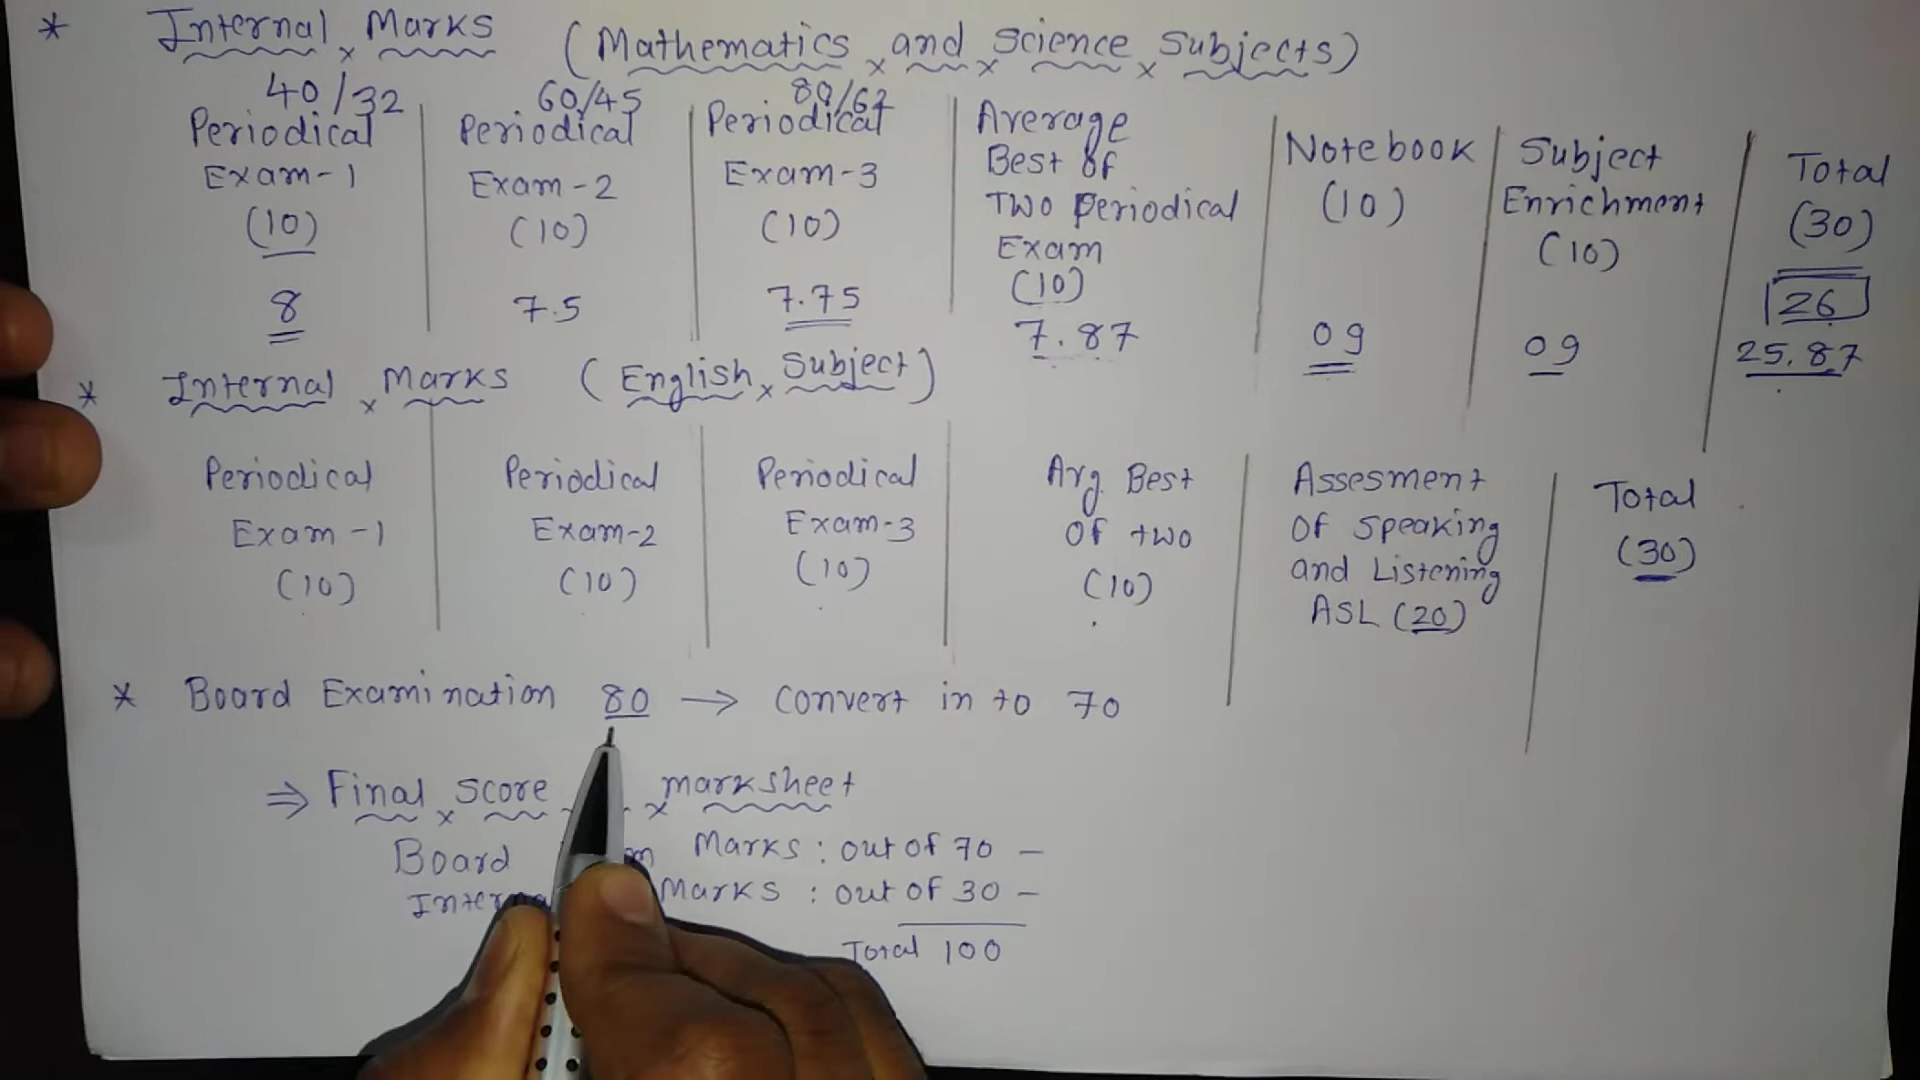 * Internal Marks (Mathematics and Science Subjects)
40/32 60/45 80/62
Periodical Exam-1 (10) 8
Periodical Exam-2 (10) 7.5
Periodical Exam-3 (10) 7.75
Average Best of Two Periodical Exam (10) 7.87
Notebook (10) 09
Subject Enrichment (10) 09
Total (30) 26 25.87
* Internal Marks (English Subject)
Periodical Exam-1 (10)
Periodical Exam-2 (10)
Periodical Exam-3 (10)
Avg. Best Of two (10)
Assesment Of speaking and Listening ASL (20)
Total (30)
* Board Examination 80 → convert in to 70
⇒ Final score marksheet
Board Marks : out of 70 —
Marks : out of 30 —
Total 100